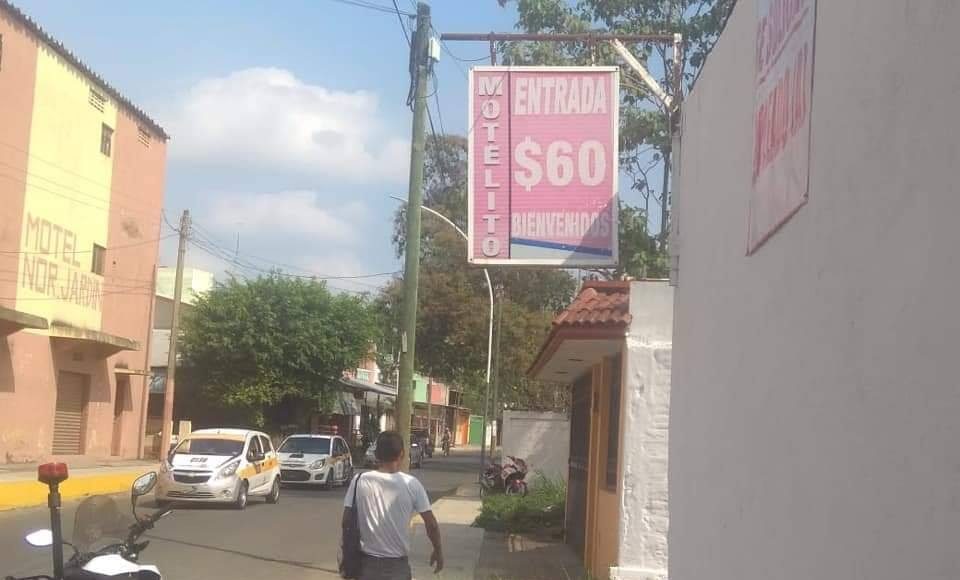 MOTEL
NOR.JARDIN
MOTELITO
ENTRADA
$60
BIENVENIDOS